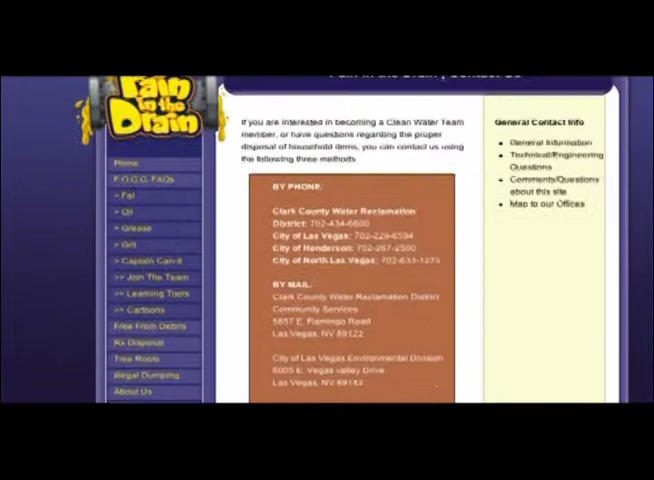 Pain in the Drain | Contact Us
Pain
in the
Drain
Home
F.O.G.G. FAQs
> Fat
> Oil
> Grease
> Grit
> Captain Can-It
>> Join The Team
>> Learning Tools
>> Cartoons
Free From Debris
Rx Disposal
Tree Roots
Illegal Dumping
About Us
If you are interested in becoming a Clean Water Team
member, or have questions regarding the proper
disposal of household items, you can contact us using
the following three methods
BY PHONE:
Clark County Water Reclamation
District: 702-434-6600
City of Las Vegas: 702-229-6594
City of Henderson: 702-267-2500
City of North Las Vegas: 702-633-1275
BY MAIL:
Clark County Water Reclamation District
Community Services
5857 E. Flamingo Road
Las Vegas, NV 89122
City of Las Vegas Environmental Division
6005 E. Vegas valley Drive
Las Vegas, NV 89142
General Contact Info
General Information
Technical/Engineering
Questions
Comments/Questions
about this site
Map to our Offices